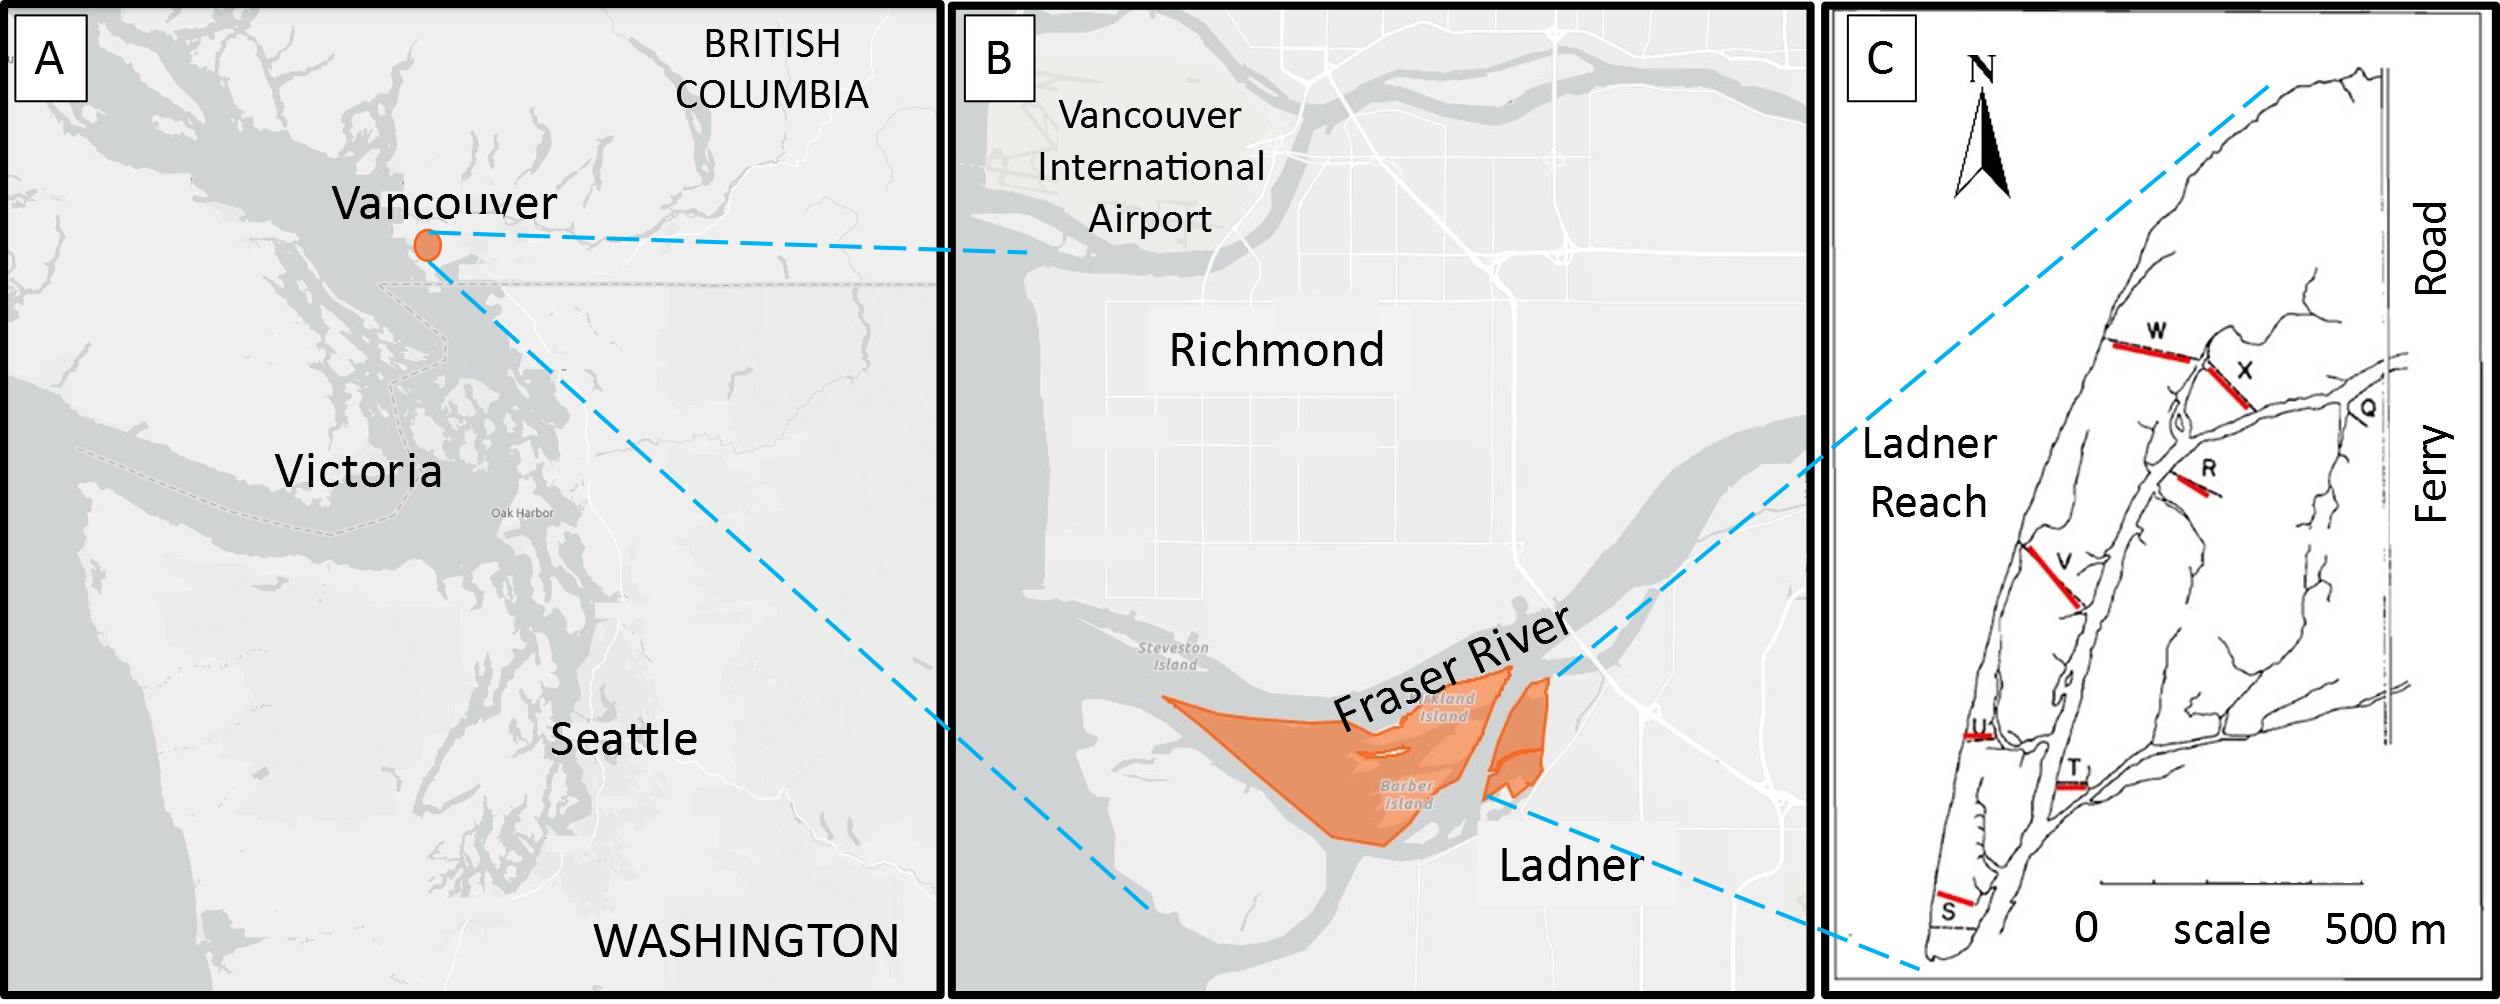 A
BRITISH
COLUMBIA
Vancouver
Victoria
Oak Harbor
Seattle
WASHINGTON
B
Vancouver
International
Airport
Richmond
Steveston
Island
Fraser River
Island
Barber
Island
Ladner
C
N
Road
W
X
Q
Ladner
Reach
R
Ferry
V
U
T
S
0 scale 500 m